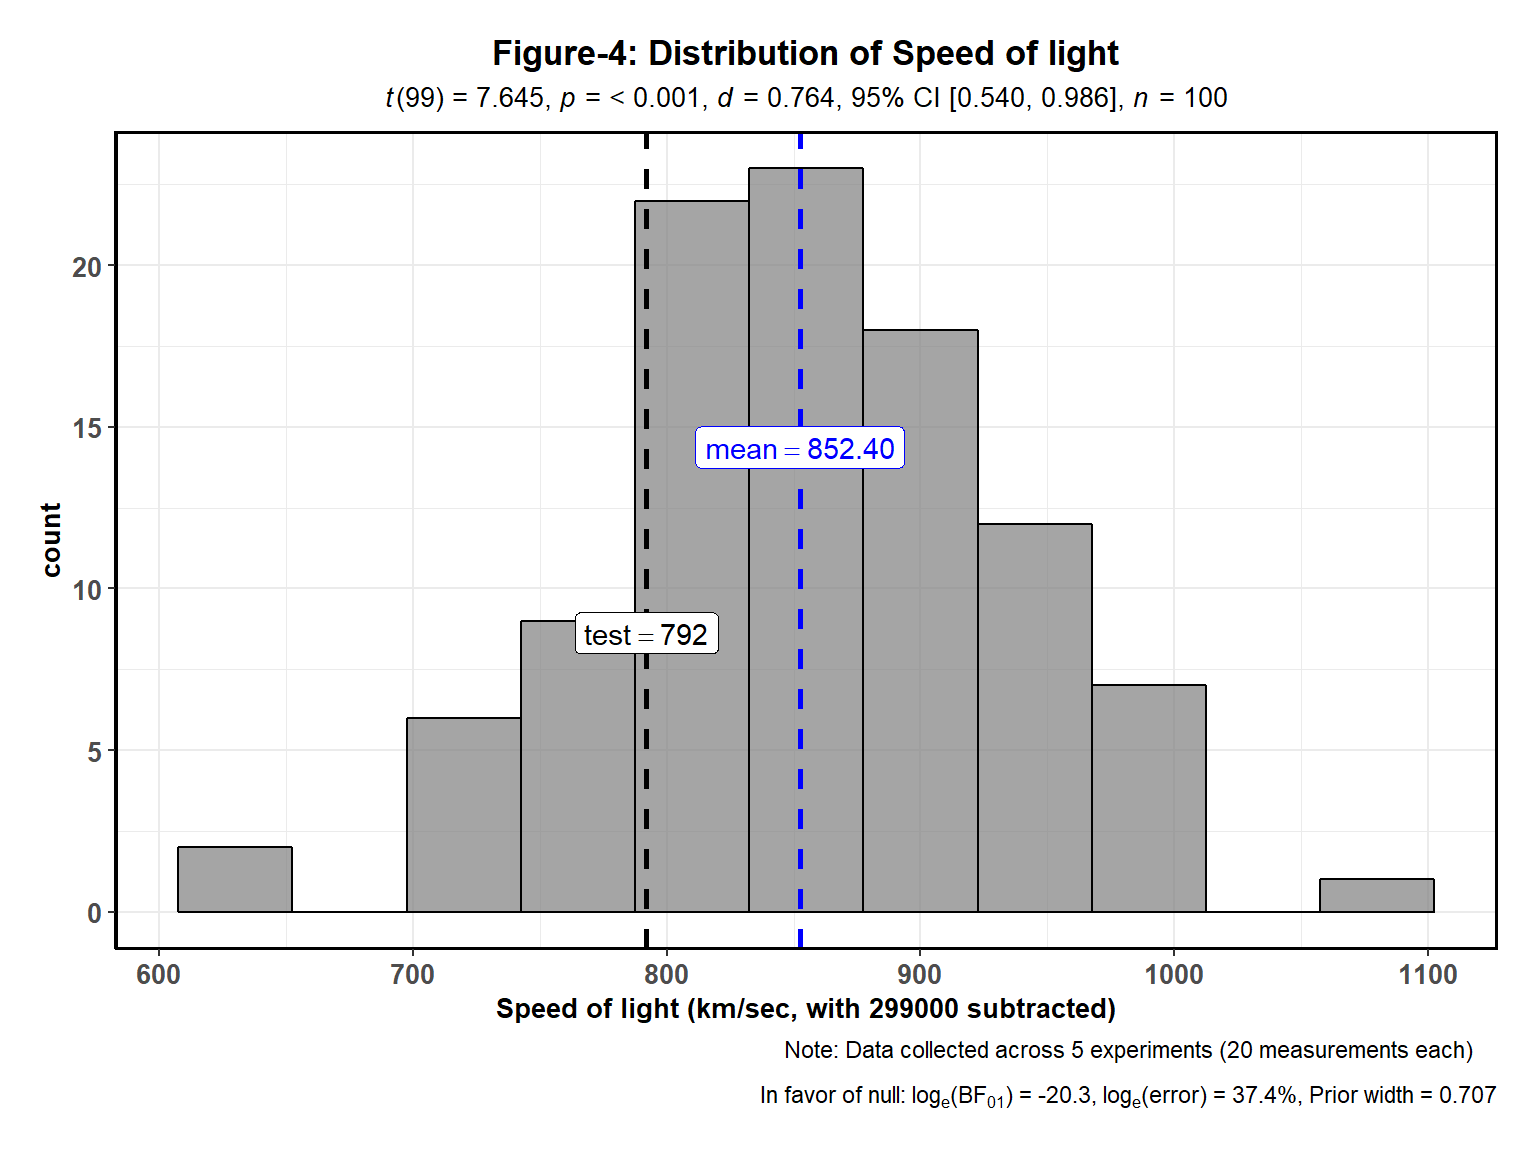 Figure-4: Distribution of Speed of light
t(99) = 7.645, p = < 0.001, d = 0.764, 95% CI [0.540, 0.986], n = 100
count
20
15
10
5
0
mean = 852.40
test = 792
600 700 800 900 1000 1100
Speed of light (km/sec, with 299000 subtracted)
Note: Data collected across 5 experiments (20 measurements each)
In favor of null: logₑ(BF₀₁) = -20.3, logₑ(error) = 37.4%, Prior width = 0.707